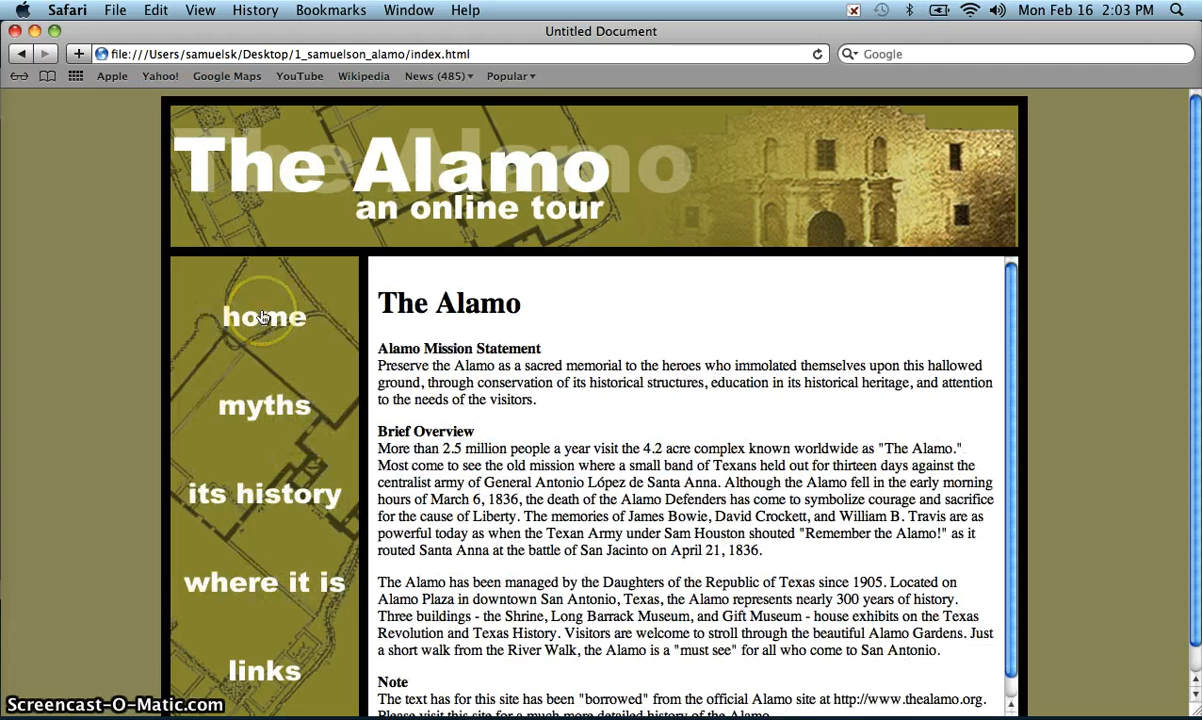 Safari File Edit View History Bookmarks Window Help Mon Feb 16 2:03 PM
Untitled Document
file:///Users/samuelsk/Desktop/1_samuelson_alamo/index.html Google
Apple Yahoo! Google Maps YouTube Wikipedia News (485) Popular
The Alamo
an online tour
home
myths
its history
where it is
links
The Alamo
Alamo Mission Statement
Preserve the Alamo as a sacred memorial to the heroes who immolated themselves upon this hallowed
ground, through conservation of its historical structures, education in its historical heritage, and attention
to the needs of the visitors.
Brief Overview
More than 2.5 million people a year visit the 4.2 acre complex known worldwide as "The Alamo."
Most come to see the old mission where a small band of Texans held out for thirteen days against the
centralist army of General Antonio López de Santa Anna. Although the Alamo fell in the early morning
hours of March 6, 1836, the death of the Alamo Defenders has come to symbolize courage and sacrifice
for the cause of Liberty. The memories of James Bowie, David Crockett, and William B. Travis are as
powerful today as when the Texan Army under Sam Houston shouted "Remember the Alamo!" as it
routed Santa Anna at the battle of San Jacinto on April 21, 1836.
The Alamo has been managed by the Daughters of the Republic of Texas since 1905. Located on
Alamo Plaza in downtown San Antonio, Texas, the Alamo represents nearly 300 years of history.
Three buildings - the Shrine, Long Barrack Museum, and Gift Museum - house exhibits on the Texas
Revolution and Texas History. Visitors are welcome to stroll through the beautiful Alamo Gardens. Just
a short walk from the River Walk, the Alamo is a "must see" for all who come to San Antonio.
Note
The text has for this site has been "borrowed" from the official Alamo site at http://www.thealamo.org.
Please visit this site for a much more detailed history of the Alamo.
Screencast-O-Matic.com